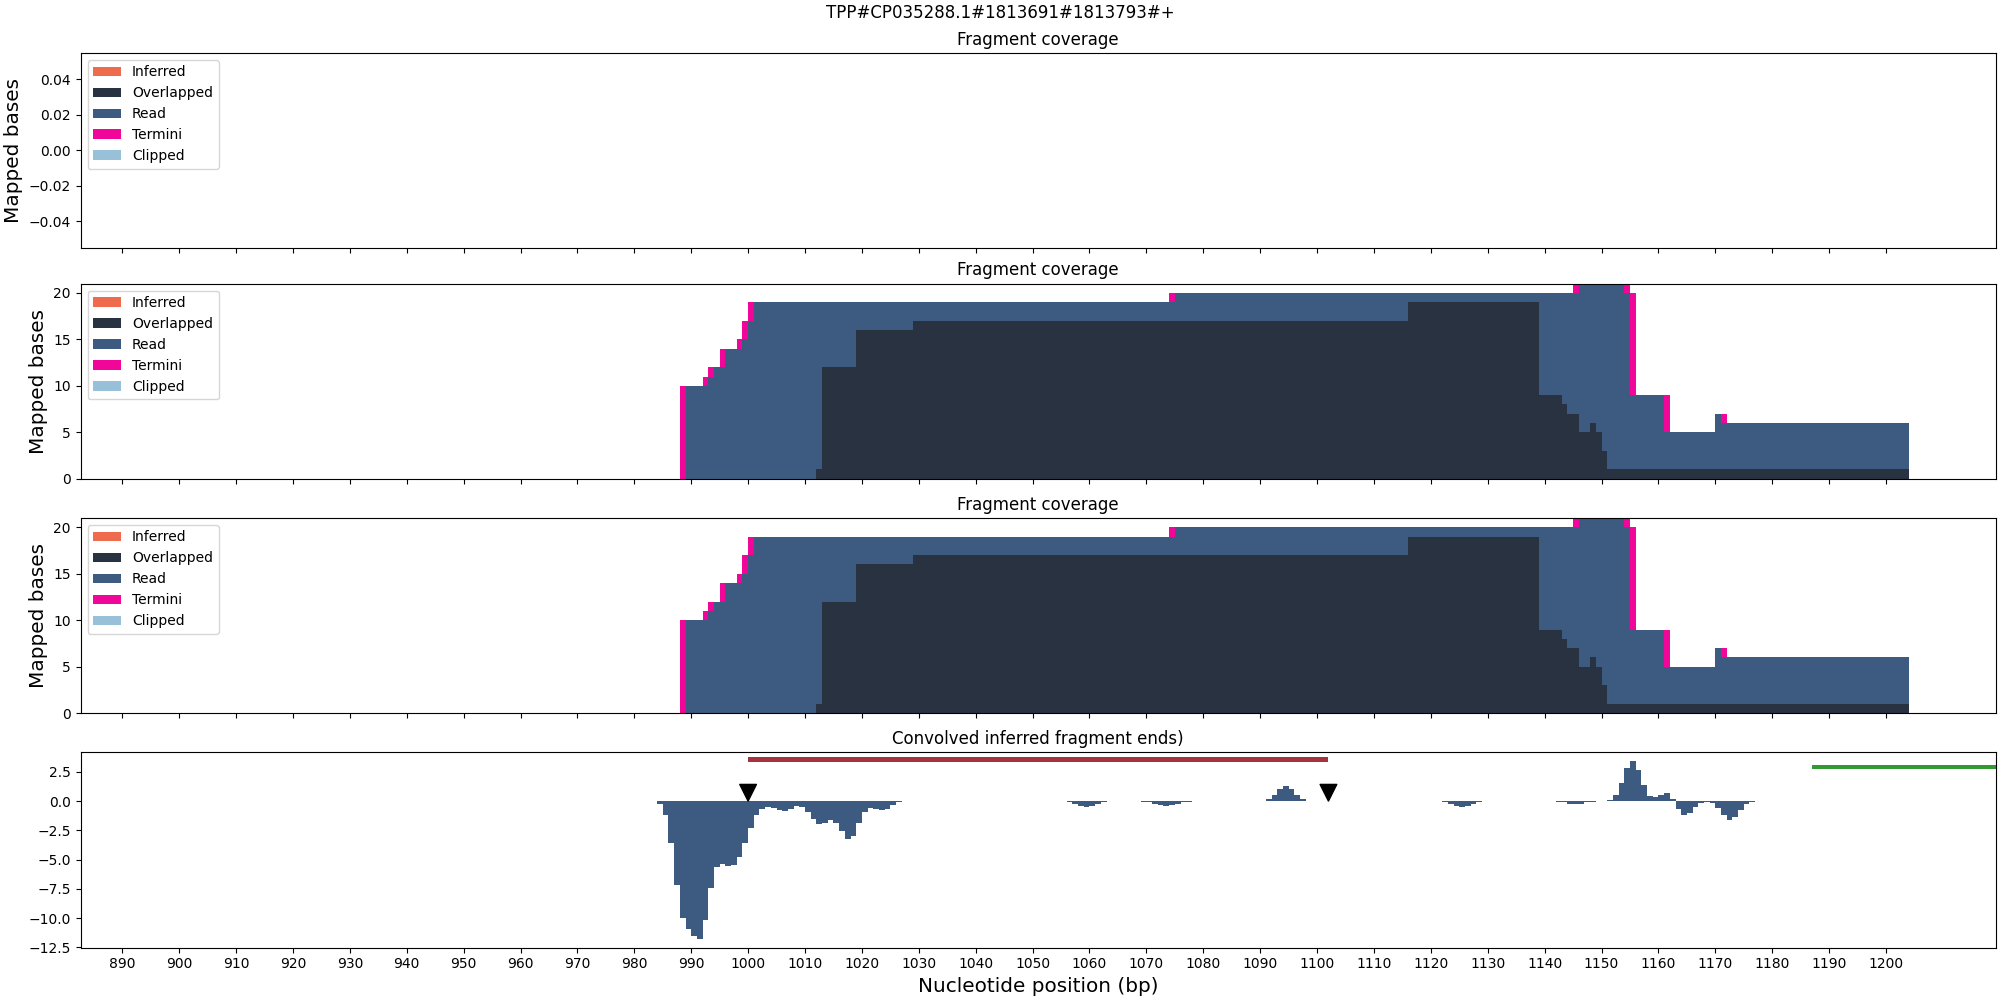 TPP#CP035288.1#1813691#1813793#+
Fragment coverage
Mapped bases
0.04
0.02
0.00
−0.02
−0.04
Inferred
Overlapped
Read
Termini
Clipped
Fragment coverage
Mapped bases
20
15
10
5
0
Inferred
Overlapped
Read
Termini
Clipped
Fragment coverage
Mapped bases
20
15
10
5
0
Inferred
Overlapped
Read
Termini
Clipped
Convolved inferred fragment ends)
2.5
0.0
−2.5
−5.0
−7.5
−10.0
−12.5
890 900 910 920 930 940 950 960 970 980 990 1000 1010 1020 1030 1040 1050 1060 1070 1080 1090 1100 1110 1120 1130 1140 1150 1160 1170 1180 1190 1200
Nucleotide position (bp)